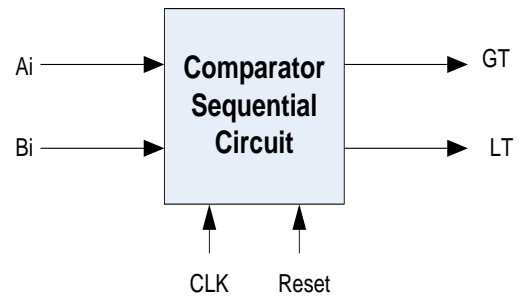 Ai
Bi
Comparator
Sequential
Circuit
GT
LT
CLK
Reset